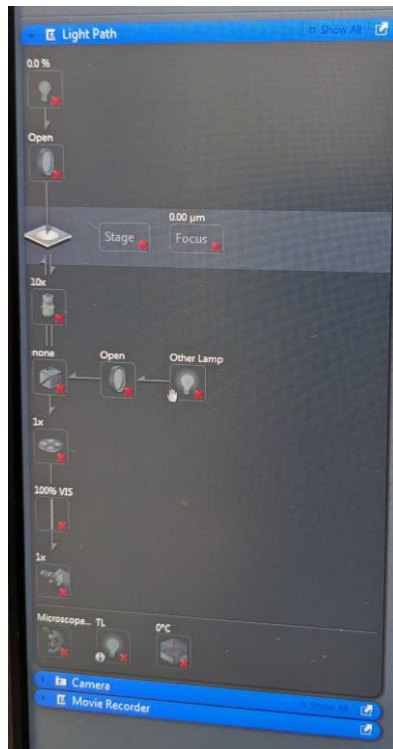 Light Path
Show All
0.0 %
Open
0.00 µm
Stage
Focus
10x
none
Open
Other Lamp
1x
100% VIS
1x
Microscope...
TL
0°C
Camera
Movie Recorder
Show All